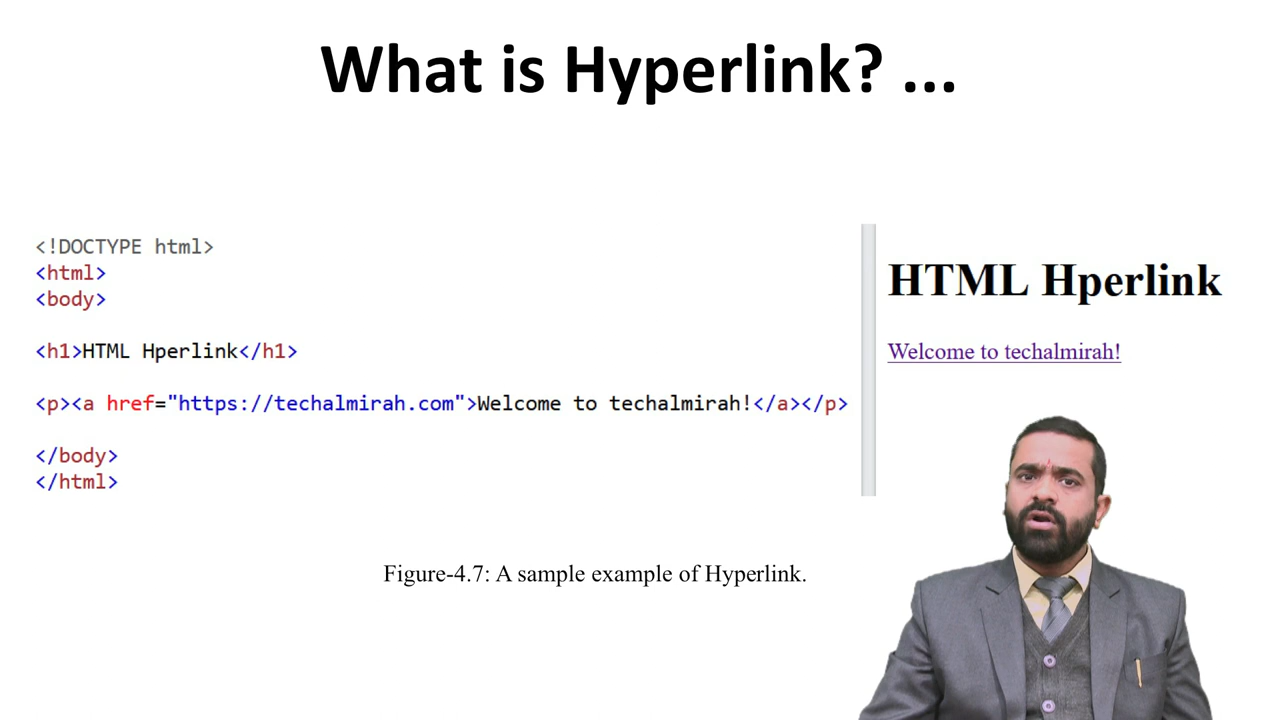 What is Hyperlink? ...
<!DOCTYPE html>
<html>
<body>
<h1>HTML Hperlink</h1>
<p><a href="https://techalmirah.com">Welcome to techalmirah!</a></p>
</body>
</html>
HTML Hperlink
Welcome to techalmirah!
Figure-4.7: A sample example of Hyperlink.